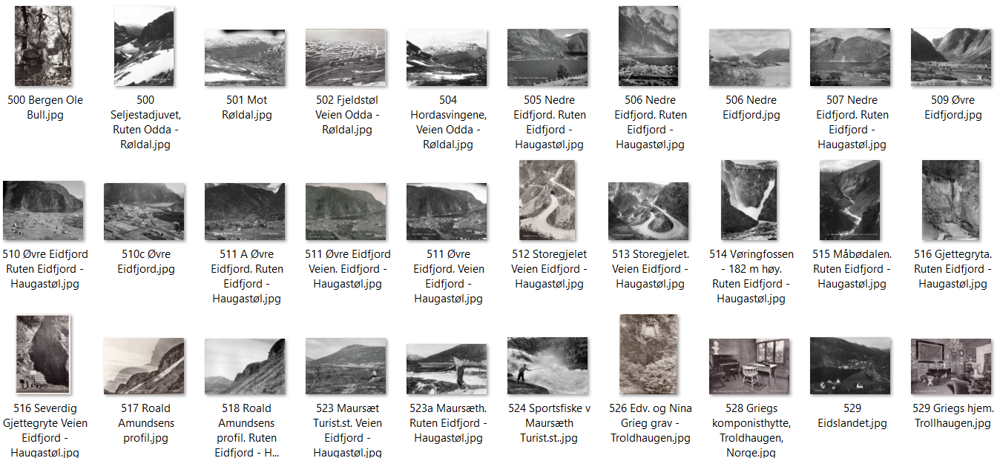 500 Bergen Ole
Bull.jpg
500
Seljestadjuvet,
Ruten Odda -
Røldal.jpg
501 Mot
Røldal.jpg
502 Fjeldstøl
Veien Odda -
Røldal.jpg
504
Hordasvingene,
Veien Odda -
Røldal.jpg
505 Nedre
Eidfjord. Ruten
Eidfjord -
Haugastøl.jpg
506 Nedre
Eidfjord. Ruten
Eidfjord -
Haugastøl.jpg
506 Nedre
Eidfjord.jpg
507 Nedre
Eidfjord. Ruten
Eidfjord -
Haugastøl.jpg
509 Øvre
Eidfjord.jpg
510 Øvre Eidfjord
Ruten Eidfjord -
Haugastøl.jpg
510c Øvre
Eidfjord.jpg
511 A Øvre
Eidfjord. Ruten
Eidfjord -
Haugastøl.jpg
511 Øvre Eidfjord
Veien. Eidfjord -
Haugastøl.jpg
511 Øvre
Eidfjord. Veien
Eidfjord -
Haugastøl.jpg
512 Storegjelet
Veien Eidfjord -
Haugastøl.jpg
513 Storegjelet.
Veien Eidfjord -
Haugastøl.jpg
514 Vøringfossen
- 182 m høy.
Ruten Eidfjord -
Haugastøl.jpg
515 Måbødalen.
Ruten Eidfjord -
Haugastøl.jpg
516 Gjettegryta.
Ruten Eidfjord -
Haugastøl.jpg
516 Severdig
Gjettegryte Veien
Eidfjord -
Haugastøl.jpg
517 Roald
Amundsens
profil.jpg
518 Roald
Amundsens
profil. Ruten
Eidfjord - H...
523 Maursæt
Turist.st. Veien
Eidfjord -
Haugastøl.jpg
523a Maursæth.
Ruten Eidfjord -
Haugastøl.jpg
524 Sportsfiske v
Maursæth
Turist.st..jpg
526 Edv. og Nina
Grieg grav -
Troldhaugen.jpg
528 Griegs
komponisthytte,
Troldhaugen,
Norge.jpg
529
Eidslandet.jpg
529 Griegs hjem.
Trollhaugen.jpg